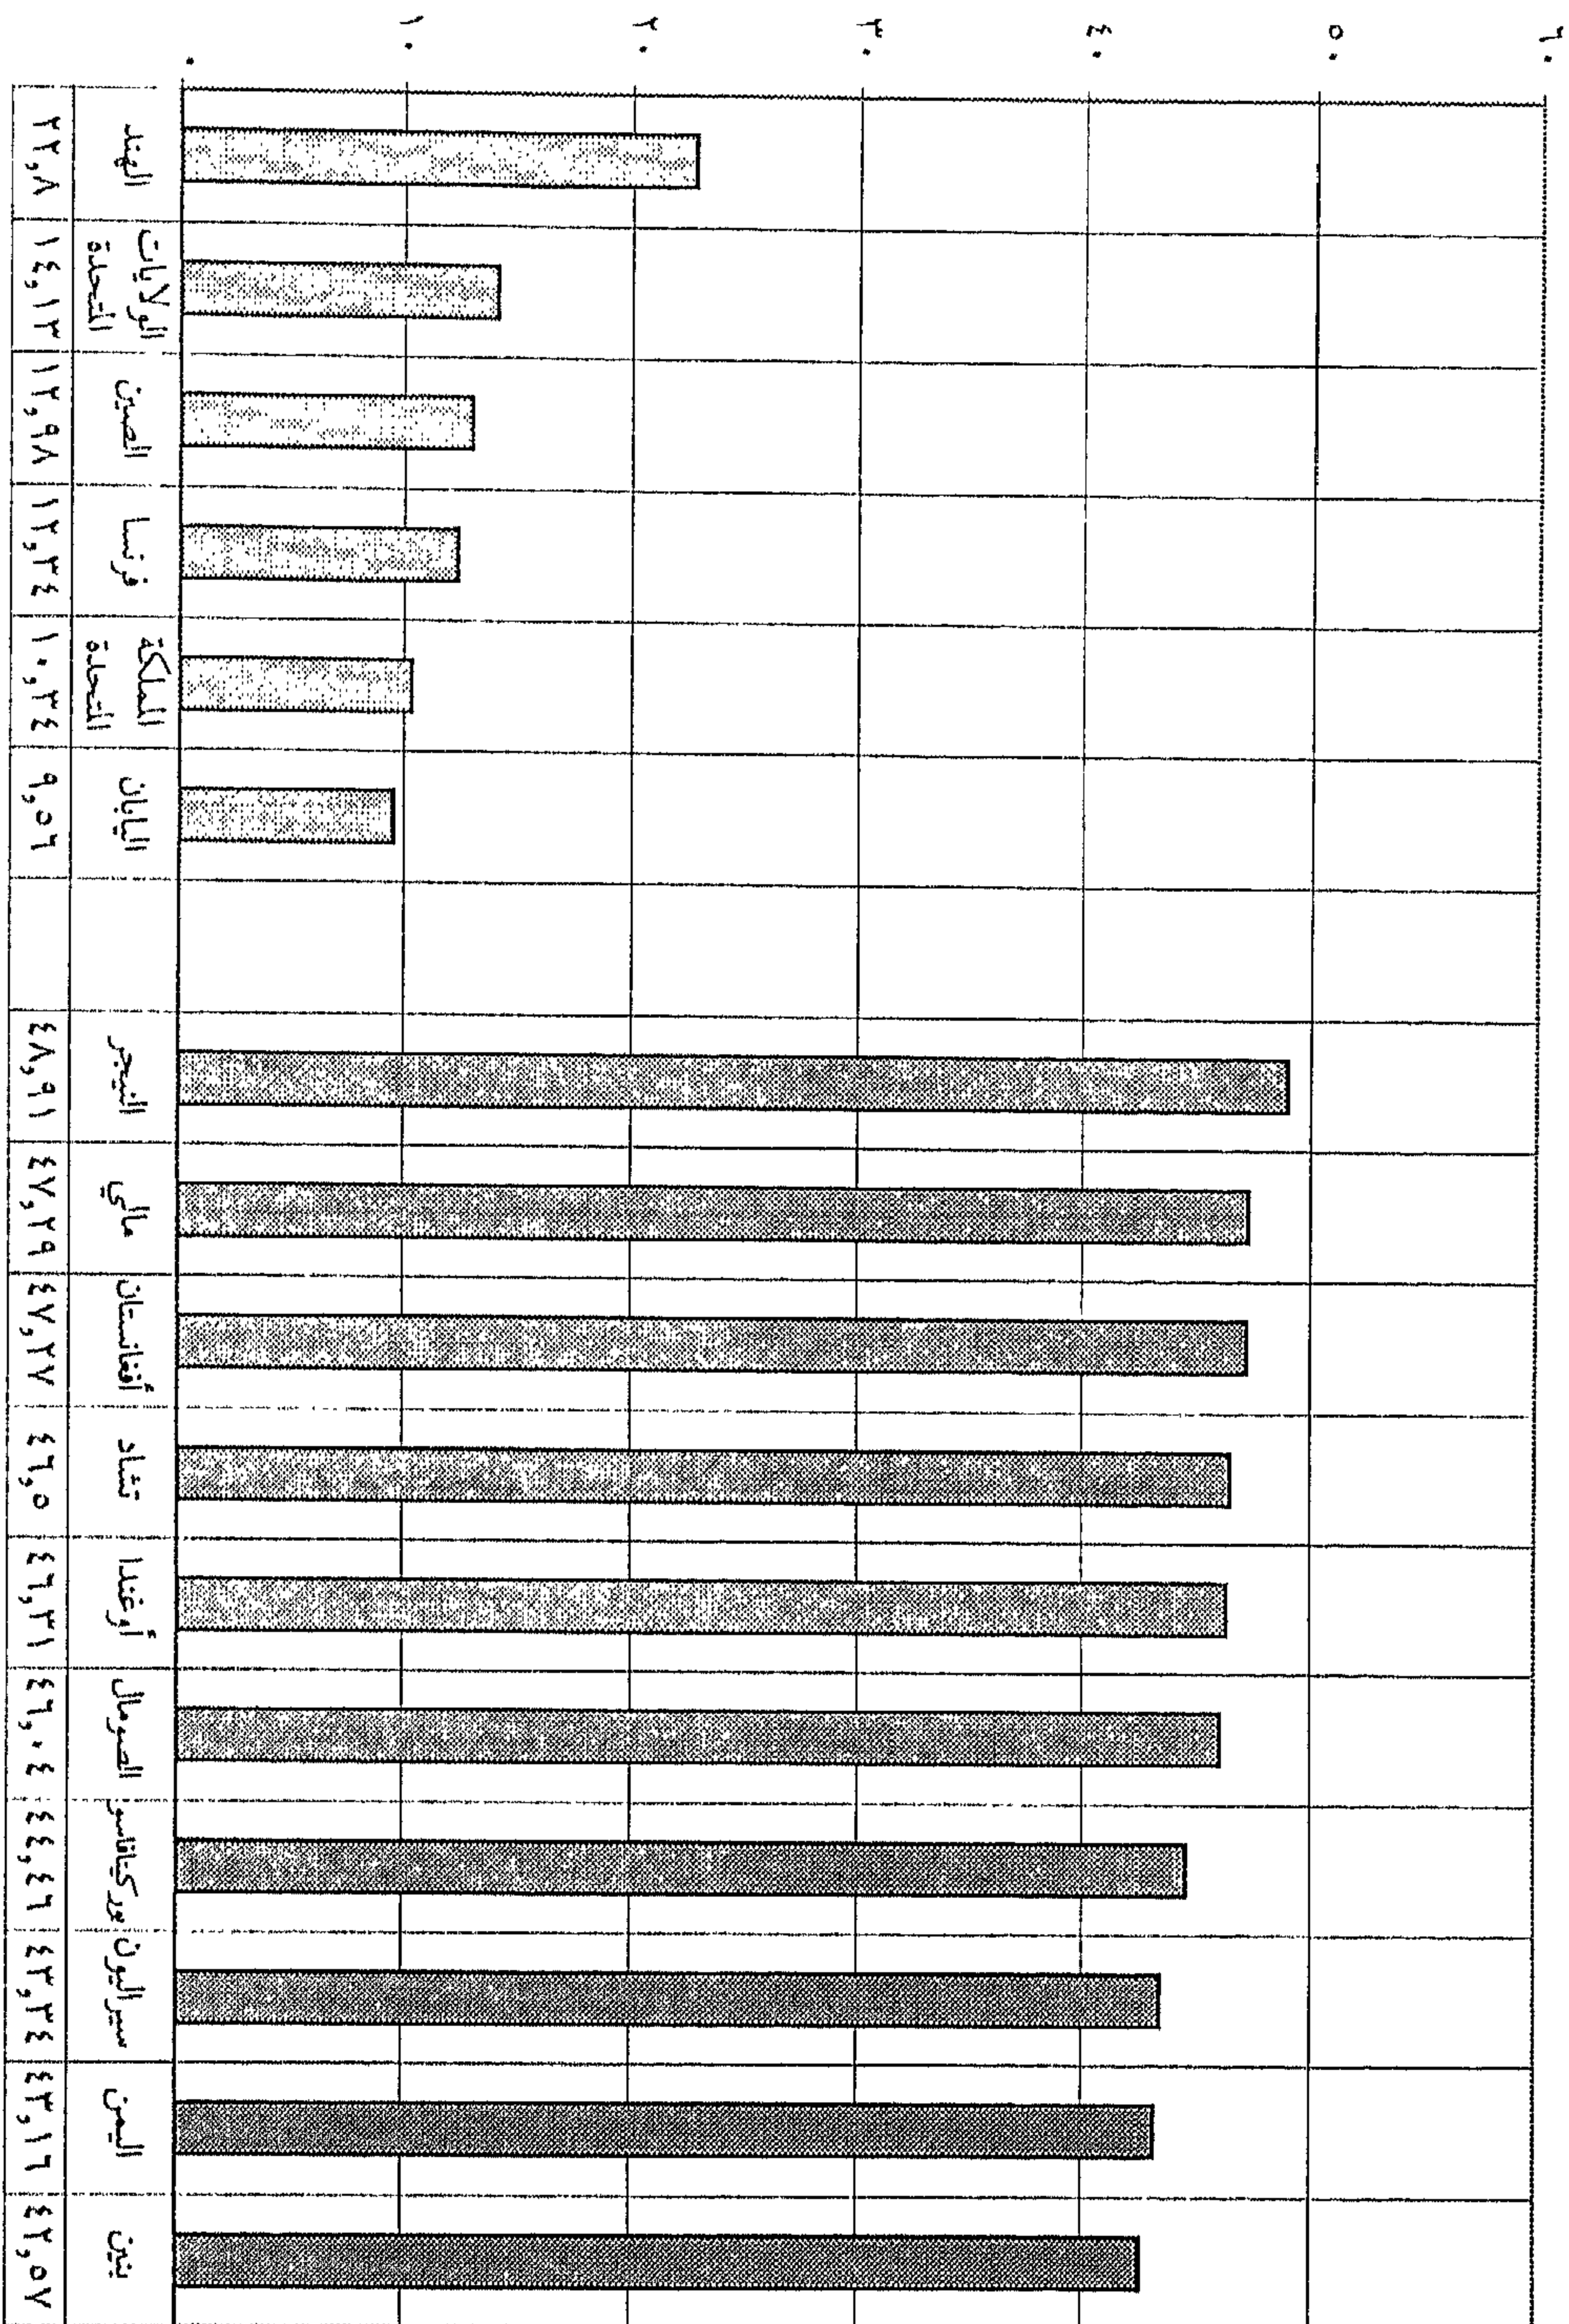 ٦٠
٥٠
٤٠
٣٠
٢٠
١٠
٠
الهند
الولايات
المتحدة
الصين
فرنسا
المملكة
المتحدة
اليابان
النيجر
مالي
أفغانستان
تشاد
أوغندا
الصومال
بوركينافاسو
سيراليون
اليمن
بنين
٢٢,٨
١٤,١٣
١٢,٩٨
١٢,٣٤
١٠,٣٤
٩,٥٦
٤٨,٩١
٤٧,٢٩
٤٧,٢٧
٤٦,٥
٤٦,٣١
٤٦,٠٤
٤٤,٤٦
٤٣,٣٤
٤٣,١٦
٤٢,٥٧